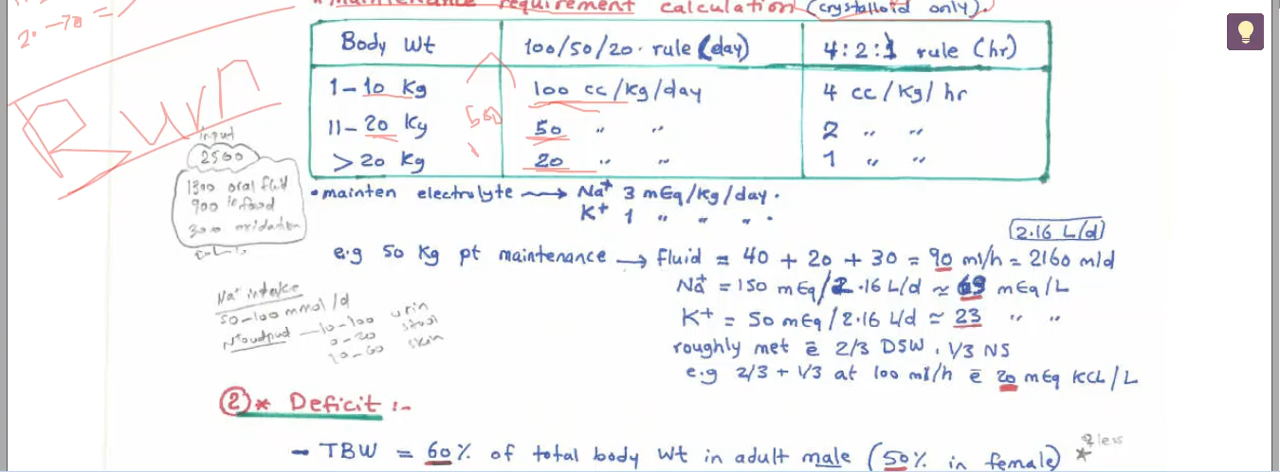 * maintenance requirement calculation (crystalloid only).
20 → 70 =
Burn
Body Wt	100/50/20 rule (day)	4:2:1 rule (hr)
1-10 Kg	100 cc/Kg/day	4 cc/Kg/hr
11-20 Kg	50 " "	2 " "
>20 Kg	20 " "	1 " "
500
input
2500
1300 oral fluid
900 in food
300 oxidation
• mainten electrolyte → Na+ 3 mEq/Kg/day.
K+ 1 " " " .
2.16 L/d
e.g 50 Kg pt maintenance → fluid = 40 + 20 + 30 = 90 ml/h = 2160 ml/d
Na+ = 150 mEq/2.16 L/d ≈ 69 mEq/L
K+ = 50 mEq/2.16 L/d ≈ 23 " "
roughly met c̄ 2/3 D5W, 1/3 NS
e.g 2/3 + 1/3 at 100 ml/h c̄ 20 mEq KCL/L
Na+ intake
50-100 mmol/d
10-100 urin
0-20 stool
10-60 skin
② * Deficit :-
- TBW = 60% of total body Wt in adult male (50% in female) *
less